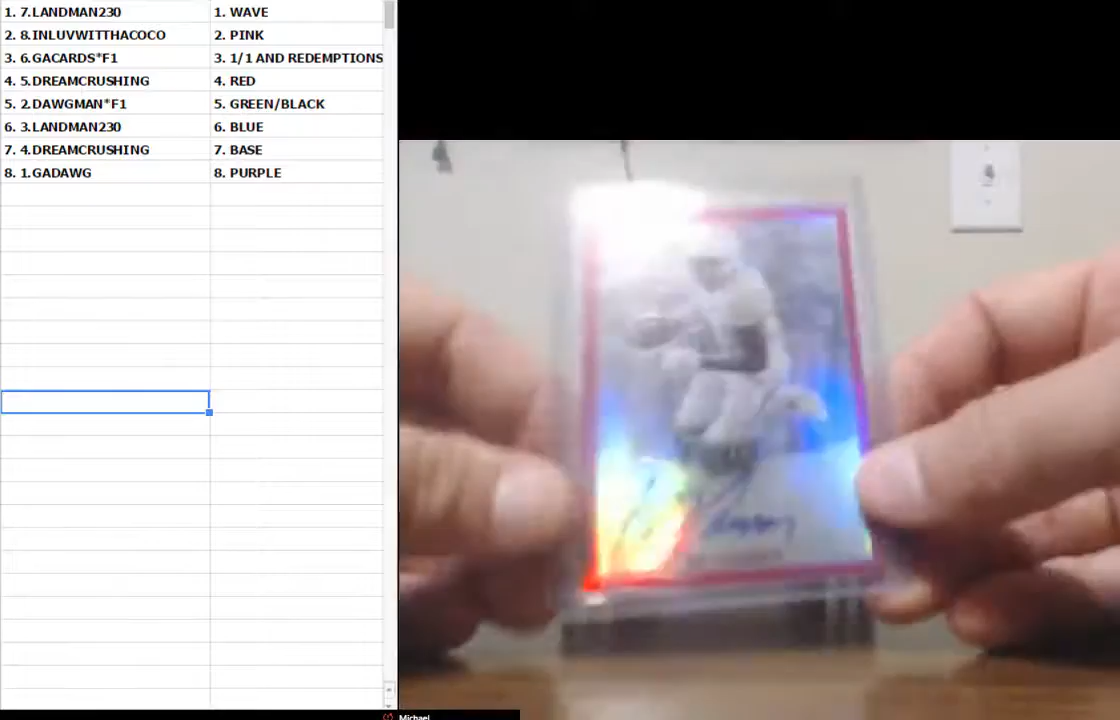 1. 7.LANDMAN230 1. WAVE
2. 8.INLUVWITTHACOCO 2. PINK
3. 6.GACARDS*F1 3. 1/1 AND REDEMPTIONS
4. 5.DREAMCRUSHING 4. RED
5. 2.DAWGMAN*F1 5. GREEN/BLACK
6. 3.LANDMAN230 6. BLUE
7. 4.DREAMCRUSHING 7. BASE
8. 1.GADAWG 8. PURPLE
Michael